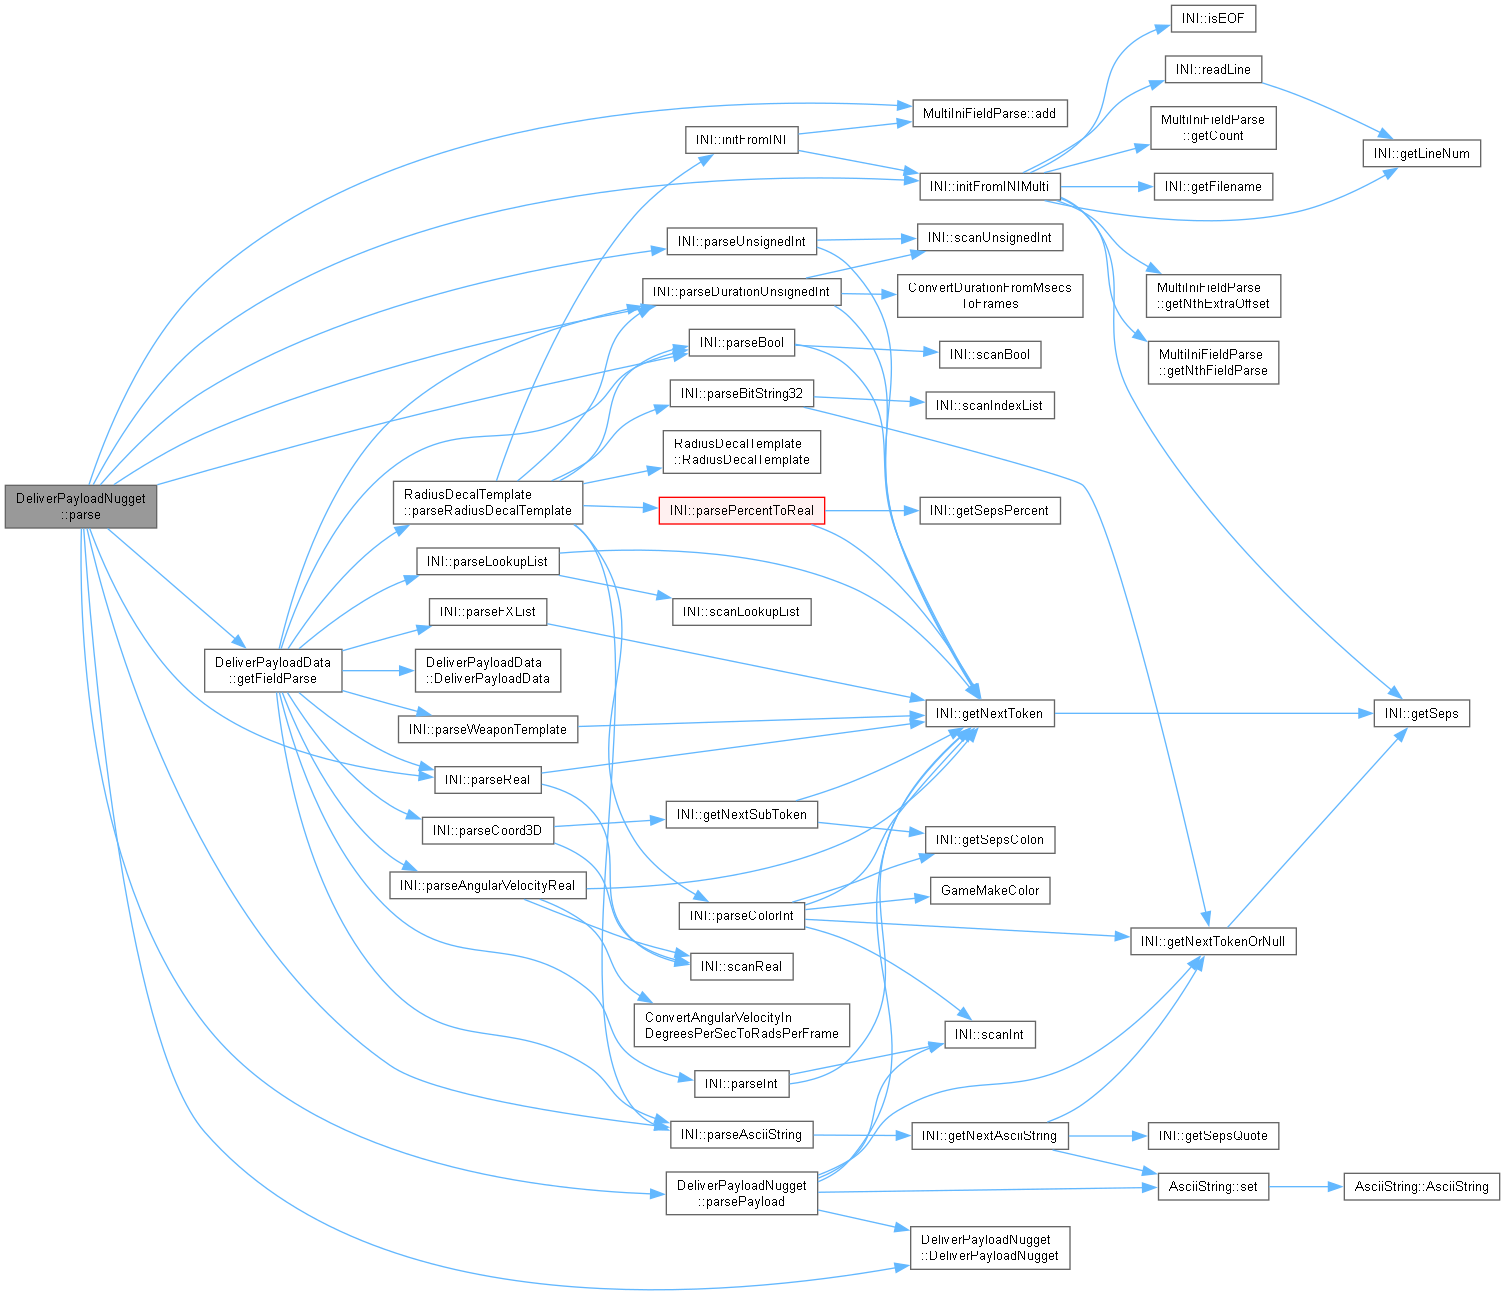 INI::isEOF
INI::readLine
MultiIniFieldParse::add
MultiIniFieldParse
::getCount
INI::initFromINI
INI::getLineNum
INI::initFromINIMulti
INI::getFilename
INI::parseUnsignedInt
INI::scanUnsignedInt
INI::parseDurationUnsignedInt
ConvertDurationFromMsecs
ToFrames
MultiIniFieldParse
::getNthExtraOffset
INI::parseBool
INI::scanBool
MultiIniFieldParse
::getNthFieldParse
INI::parseBitString32
INI::scanIndexList
RadiusDecalTemplate
::RadiusDecalTemplate
DeliverPayloadNugget
::parse
RadiusDecalTemplate
::parseRadiusDecalTemplate
INI::parsePercentToReal
INI::getSepsPercent
INI::parseLookupList
INI::parseFXList
INI::scanLookupList
DeliverPayloadData
::getFieldParse
DeliverPayloadData
::DeliverPayloadData
INI::parseWeaponTemplate
INI::getNextToken
INI::getSeps
INI::parseReal
INI::parseCoord3D
INI::getNextSubToken
INI::getSepsColon
INI::parseAngularVelocityReal
GameMakeColor
INI::parseColorInt
INI::getNextTokenOrNull
INI::scanReal
ConvertAngularVelocityIn
DegreesPerSecToRadsPerFrame
INI::scanInt
INI::parseInt
INI::parseAsciiString
INI::getNextAsciiString
INI::getSepsQuote
DeliverPayloadNugget
::parsePayload
AsciiString::set
AsciiString::AsciiString
DeliverPayloadNugget
::DeliverPayloadNugget